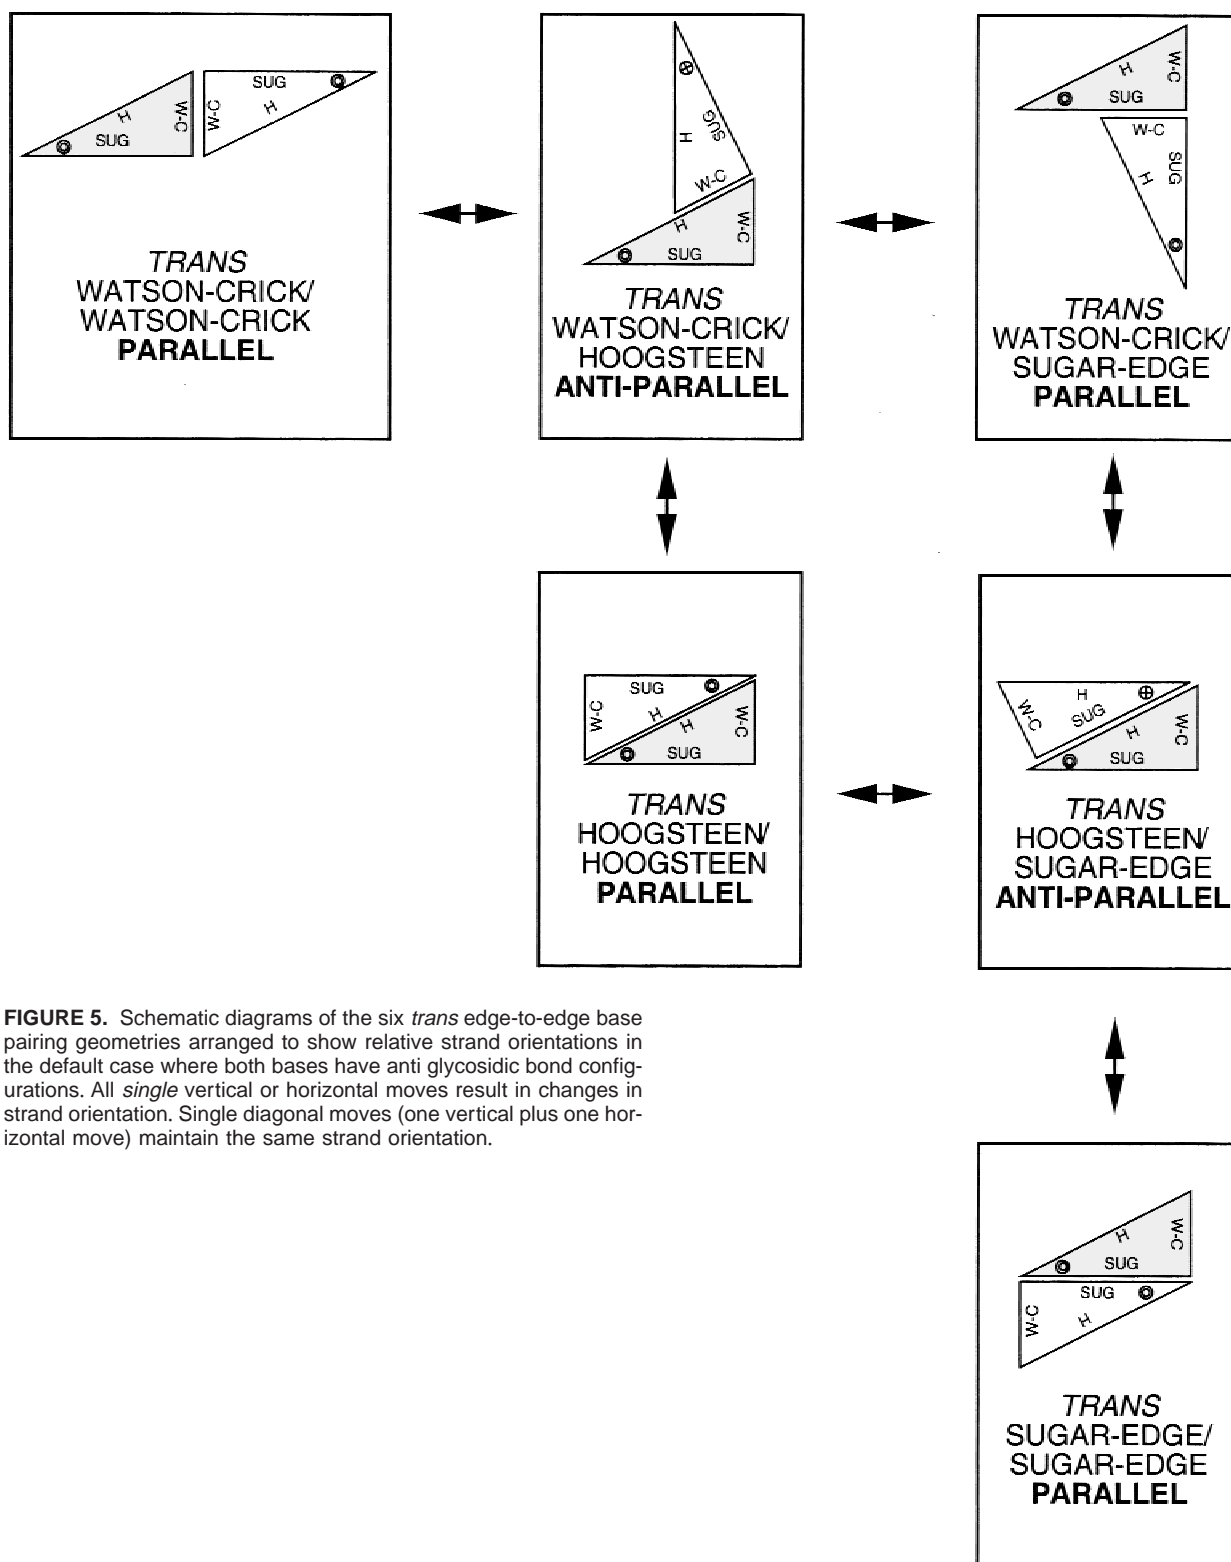 SUG
H
W-C
W-C
H
SUG
TRANS
WATSON-CRICK/
WATSON-CRICK
PARALLEL
SUG
H
W-C
H
W-C
SUG
TRANS
WATSON-CRICK/
HOOGSTEEN
ANTI-PARALLEL
H
W-C
SUG
W-C
SUG
H
TRANS
WATSON-CRICK/
SUGAR-EDGE
PARALLEL
SUG
W-C
H
H
W-C
SUG
TRANS
HOOGSTEEN/
HOOGSTEEN
PARALLEL
H
W-C
SUG
H
W-C
SUG
TRANS
HOOGSTEEN/
SUGAR-EDGE
ANTI-PARALLEL
FIGURE 5. Schematic diagrams of the six trans edge-to-edge base
pairing geometries arranged to show relative strand orientations in
the default case where both bases have anti glycosidic bond config-
urations. All single vertical or horizontal moves result in changes in
strand orientation. Single diagonal moves (one vertical plus one hor-
izontal move) maintain the same strand orientation.
H
W-C
SUG
SUG
W-C
H
TRANS
SUGAR-EDGE/
SUGAR-EDGE
PARALLEL